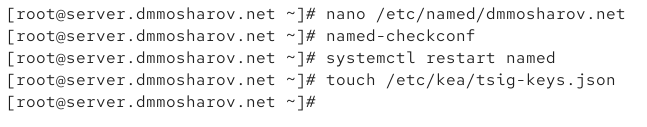 [root@server.dmmosharov.net ~]# nano /etc/named/dmmosharov.net
[root@server.dmmosharov.net ~]# named-checkconf
[root@server.dmmosharov.net ~]# systemctl restart named
[root@server.dmmosharov.net ~]# touch /etc/kea/tsig-keys.json
[root@server.dmmosharov.net ~]#